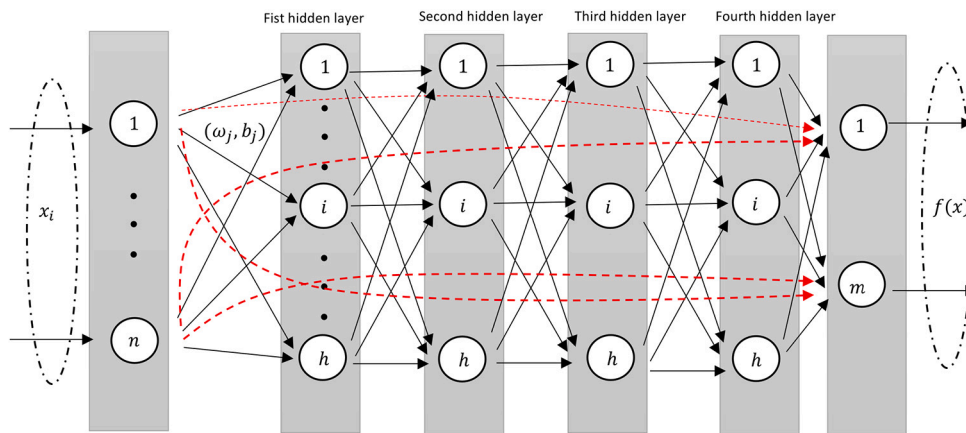 Fist hidden layer
Second hidden layer
Third hidden layer
Fourth hidden layer
1 1 1 1 1 1
(ω_j, b_j)
x_i
i i i i
f(x)
m
n h h h h